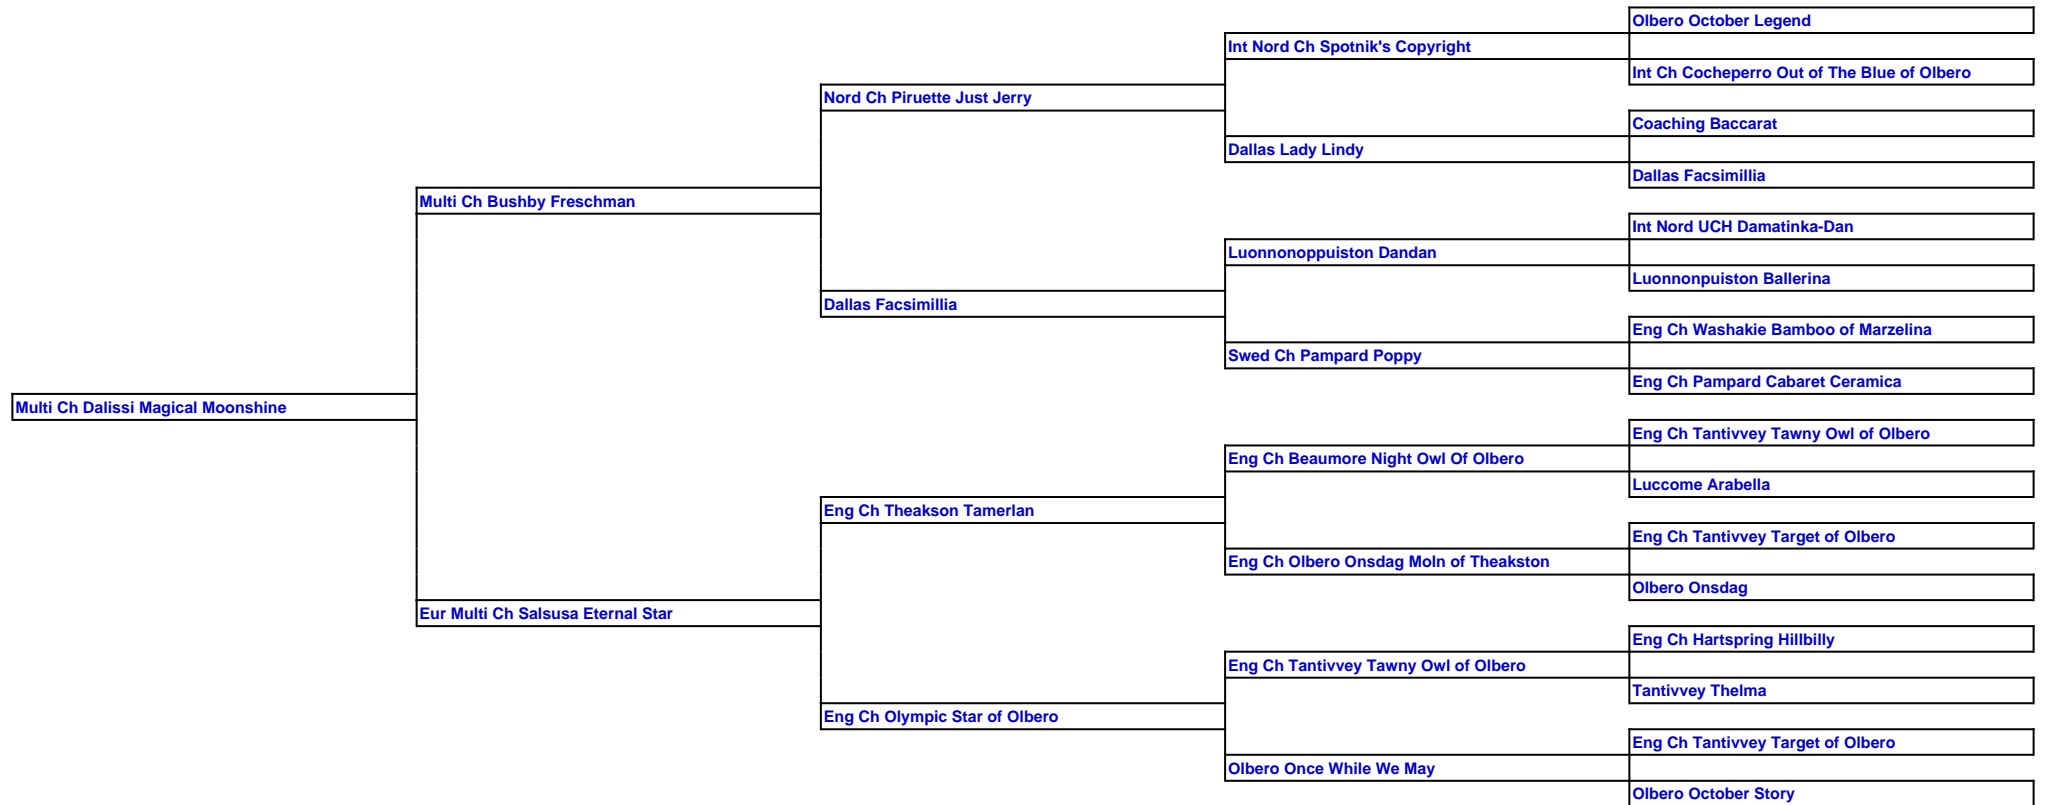 Olbero October Legend
Int Nord Ch Spotnik's Copyright
Int Ch Cocheperro Out of The Blue of Olbero
Nord Ch Piruette Just Jerry
Coaching Baccarat
Dallas Lady Lindy
Dallas Facsimillia
Multi Ch Bushby Freschman
Int Nord UCH Damatinka-Dan
Luonnonoppuiston Dandan
Luonnonpuiston Ballerina
Dallas Facsimillia
Eng Ch Washakie Bamboo of Marzelina
Swed Ch Pampard Poppy
Eng Ch Pampard Cabaret Ceramica
Multi Ch Dalissi Magical Moonshine
Eng Ch Tantivvey Tawny Owl of Olbero
Eng Ch Beaumore Night Owl Of Olbero
Luccome Arabella
Eng Ch Theakson Tamerlan
Eng Ch Tantivvey Target of Olbero
Eng Ch Olbero Onsdag Moln of Theakston
Olbero Onsdag
Eur Multi Ch Salsusa Eternal Star
Eng Ch Hartspring Hillbilly
Eng Ch Tantivvey Tawny Owl of Olbero
Tantivvey Thelma
Eng Ch Olympic Star of Olbero
Eng Ch Tantivvey Target of Olbero
Olbero Once While We May
Olbero October Story